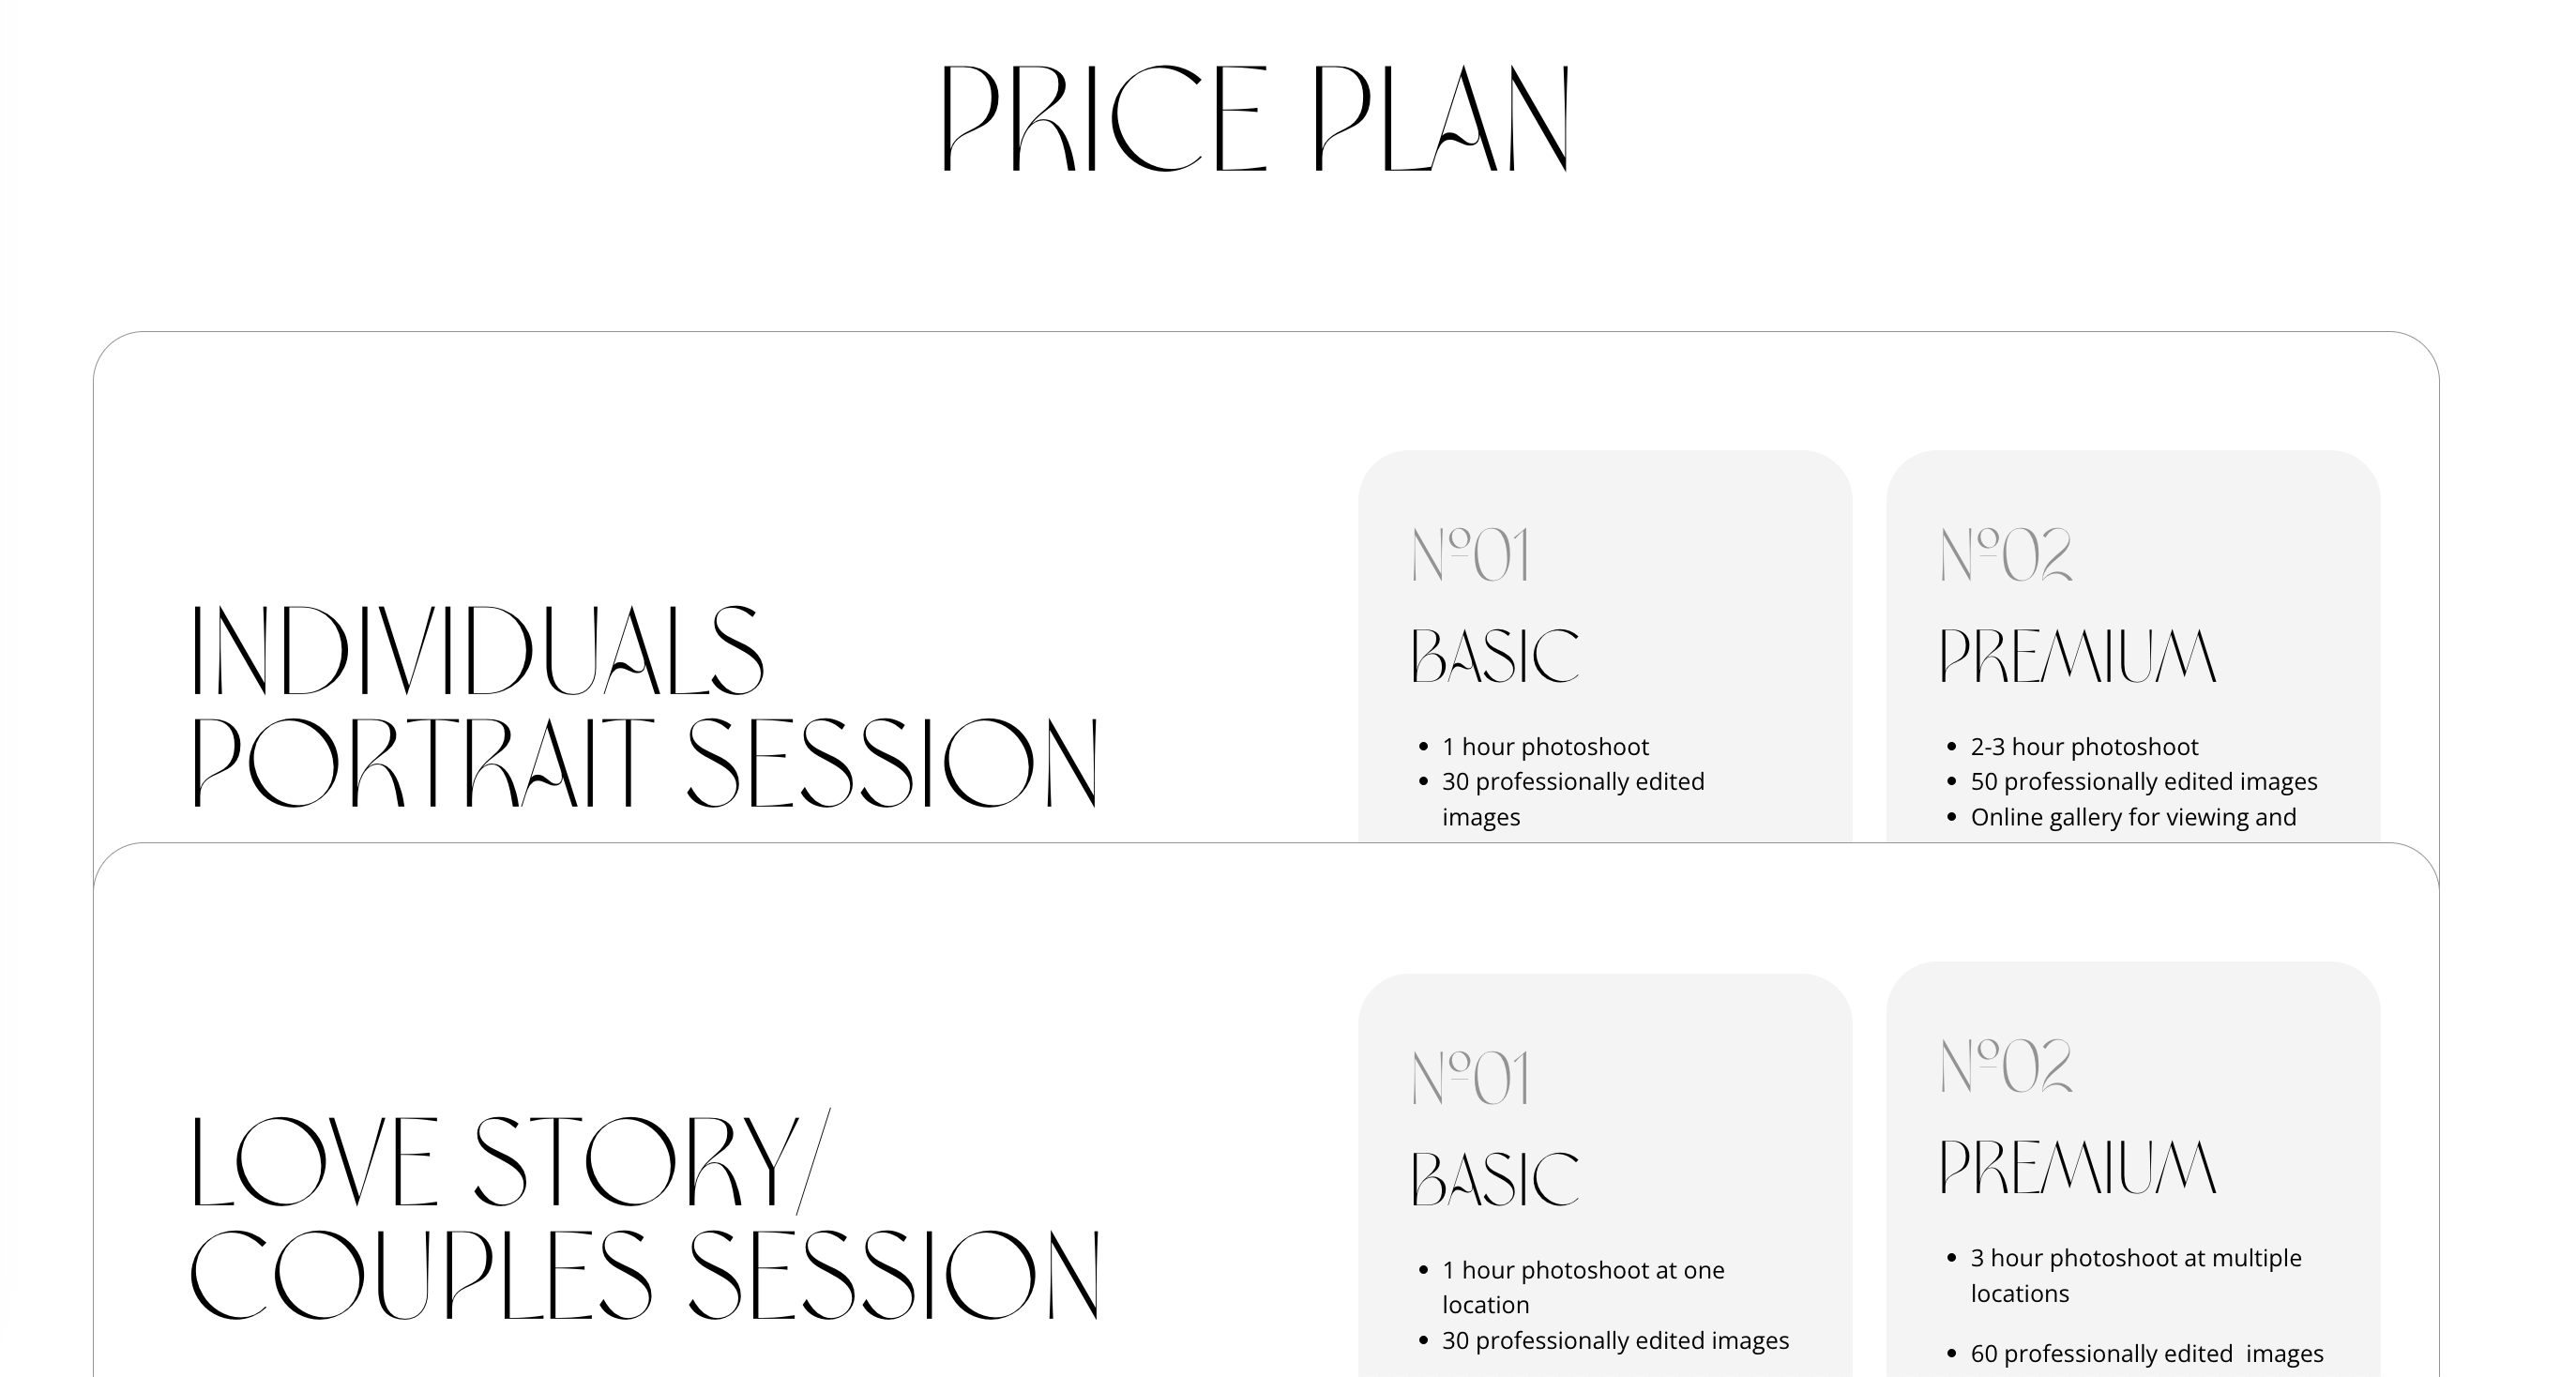 PRICE PLAN
INDIVIDUALS
PORTRAIT SESSION
Nº01
BASIC
• 1 hour photoshoot
• 30 professionally edited
images
Nº02
PREMIUM
• 2-3 hour photoshoot
• 50 professionally edited images
• Online gallery for viewing and
LOVE STORY/
COUPLES SESSION
Nº01
BASIC
• 1 hour photoshoot at one
location
• 30 professionally edited images
Nº02
PREMIUM
• 3 hour photoshoot at multiple
locations
• 60 professionally edited  images